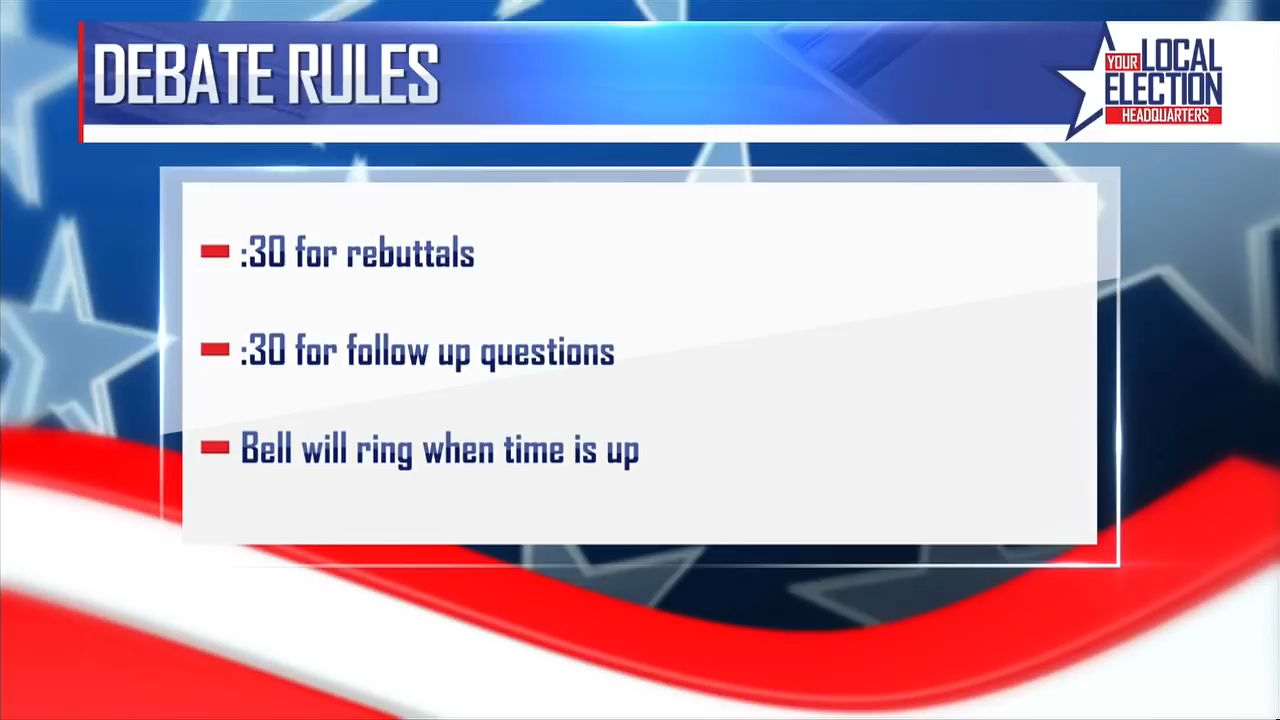 DEBATE RULES
YOUR LOCAL
ELECTION
HEADQUARTERS
:30 for rebuttals
:30 for follow up questions
Bell will ring when time is up